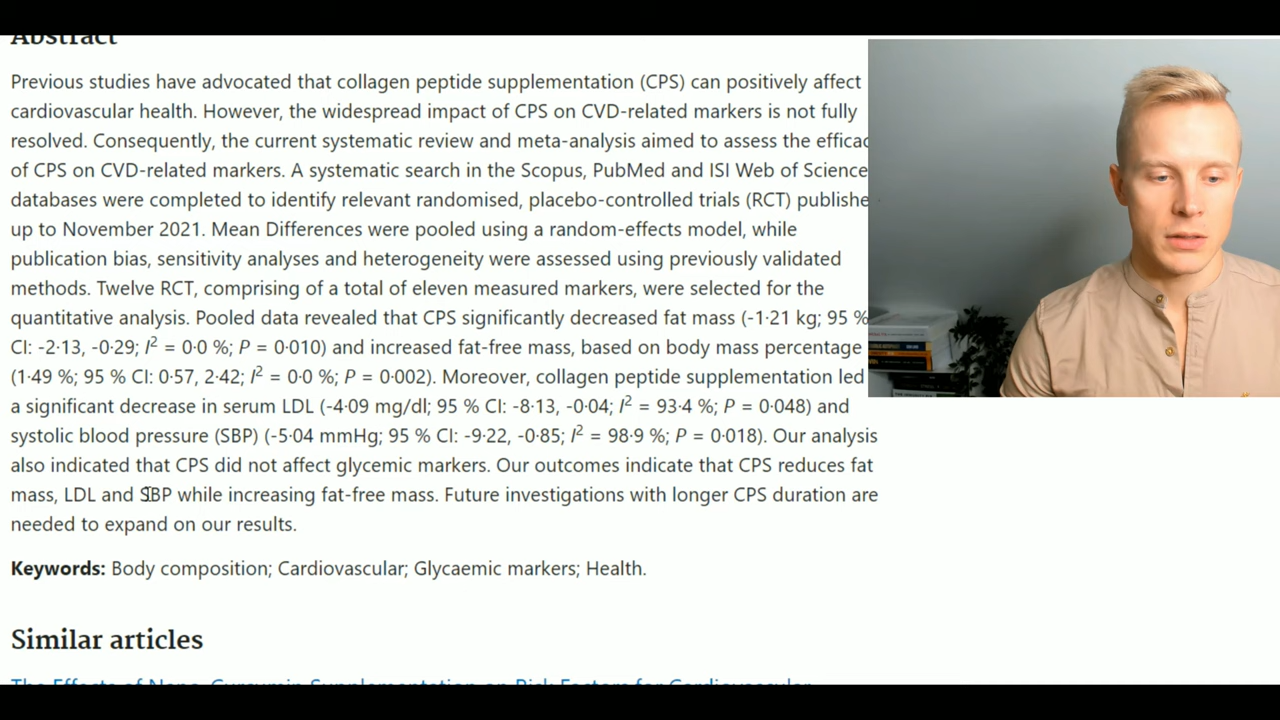 Abstract
Previous studies have advocated that collagen peptide supplementation (CPS) can positively affect
cardiovascular health. However, the widespread impact of CPS on CVD-related markers is not fully
resolved. Consequently, the current systematic review and meta-analysis aimed to assess the efficac
of CPS on CVD-related markers. A systematic search in the Scopus, PubMed and ISI Web of Science
databases were completed to identify relevant randomised, placebo-controlled trials (RCT) publishe
up to November 2021. Mean Differences were pooled using a random-effects model, while
publication bias, sensitivity analyses and heterogeneity were assessed using previously validated
methods. Twelve RCT, comprising of a total of eleven measured markers, were selected for the
quantitative analysis. Pooled data revealed that CPS significantly decreased fat mass (-1·21 kg; 95 %
CI: -2·13, -0·29; I² = 0·0 %; P = 0·010) and increased fat-free mass, based on body mass percentage
(1·49 %; 95 % CI: 0·57, 2·42; I² = 0·0 %; P = 0·002). Moreover, collagen peptide supplementation led
a significant decrease in serum LDL (-4·09 mg/dl; 95 % CI: -8·13, -0·04; I² = 93·4 %; P = 0·048) and
systolic blood pressure (SBP) (-5·04 mmHg; 95 % CI: -9·22, -0·85; I² = 98·9 %; P = 0·018). Our analysis
also indicated that CPS did not affect glycemic markers. Our outcomes indicate that CPS reduces fat
mass, LDL and SBP while increasing fat-free mass. Future investigations with longer CPS duration are
needed to expand on our results.
Keywords: Body composition; Cardiovascular; Glycaemic markers; Health.
Similar articles
The Effects of Nano-Curcumin Supplementation on Risk Factors for Cardiovascular